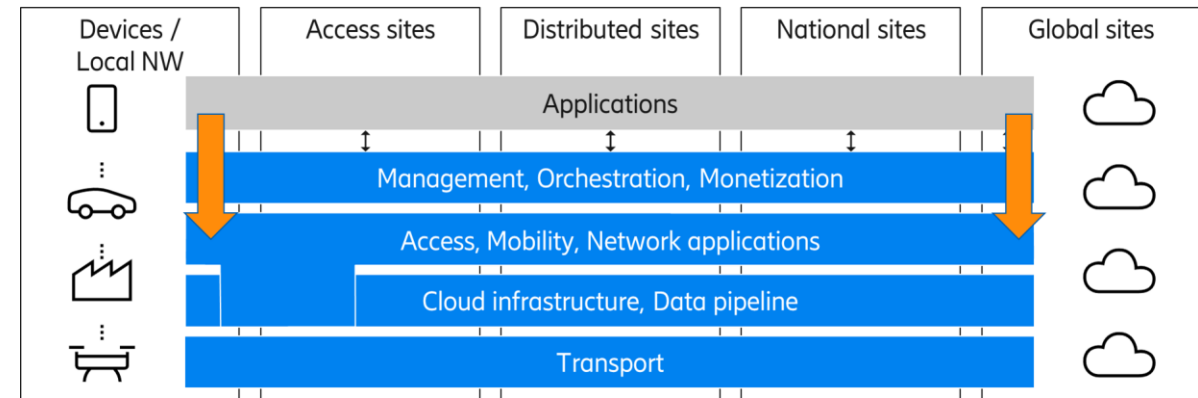 Devices /
Local NW
Access sites
Distributed sites
National sites
Global sites
Applications
Management, Orchestration, Monetization
Access, Mobility, Network applications
Cloud infrastructure, Data pipeline
Transport